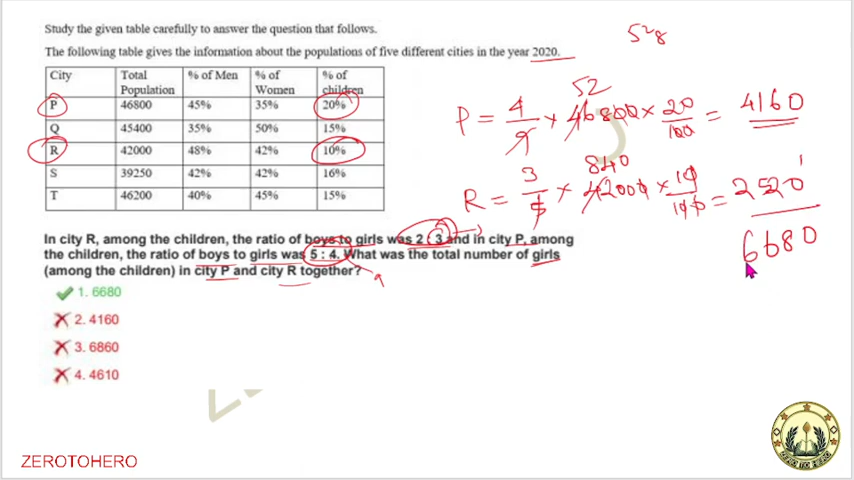 Study the given table carefully to answer the question that follows.
The following table gives the information about the populations of five different cities in the year 2020.
City Total Population % of Men % of Women % of children
P 46800 45% 35% 20%
Q 45400 35% 50% 15%
R 42000 48% 42% 10%
S 39250 42% 42% 16%
T 46200 40% 45% 15%
In city R, among the children, the ratio of boys to girls was 2 : 3 and in city P, among
the children, the ratio of boys to girls was 5 : 4. What was the total number of girls
(among the children) in city P and city R together?
1. 6680
2. 4160
3. 6860
4. 4610
528
52
P = 4/9 × 46800 × 20/100 = 4160
840
R = 3/5 × 42000 × 10/100 = 2520
1
6680
9
ZEROTOHERO